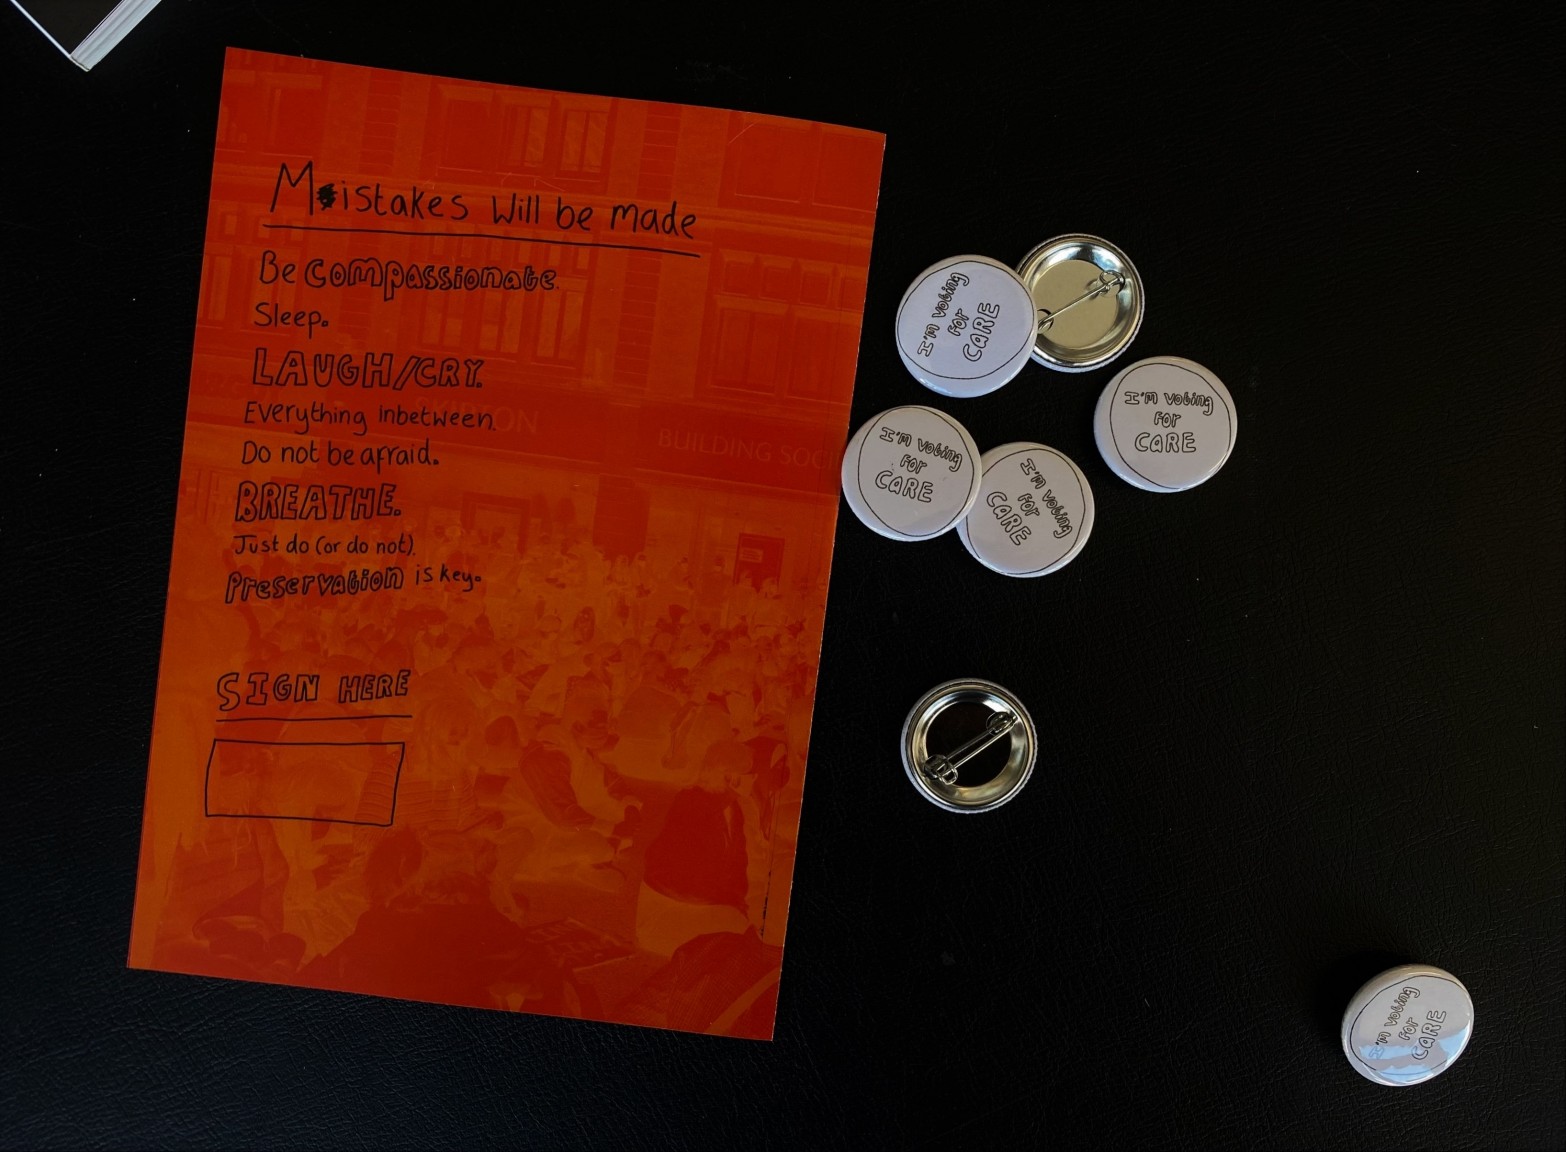 Mistakes will be made
Be compassionate.
Sleep.
LAUGH/CRY.
Everything inbetween.
Do not be afraid.
BREATHE.
Just do (or do not).
Preservation is key.
SIGN HERE
BUILDING SOCI
I'm voting
for
CARE
I'm voting
for
CARE
I'm voting
for
CARE
I'm voting
for
CARE
I'm voting
for
CARE